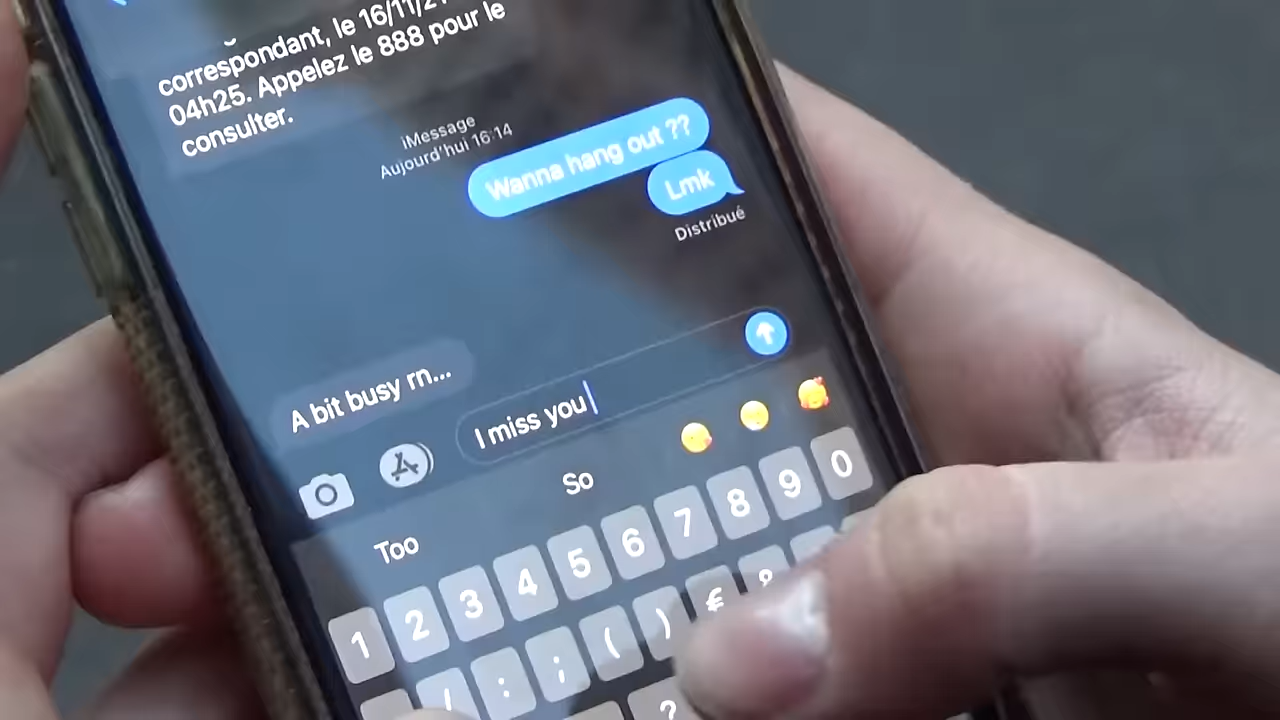 correspondant, le 16/11/21
04h25. Appelez le 888 pour le
consulter.
iMessage
Aujourd'hui 16:14
Wanna hang out ??
Lmk
Distribué
A bit busy rn...
I miss you
Too
So
1 2 3 4 5 6 7 8 9 0
/ : ; ( ) €
?